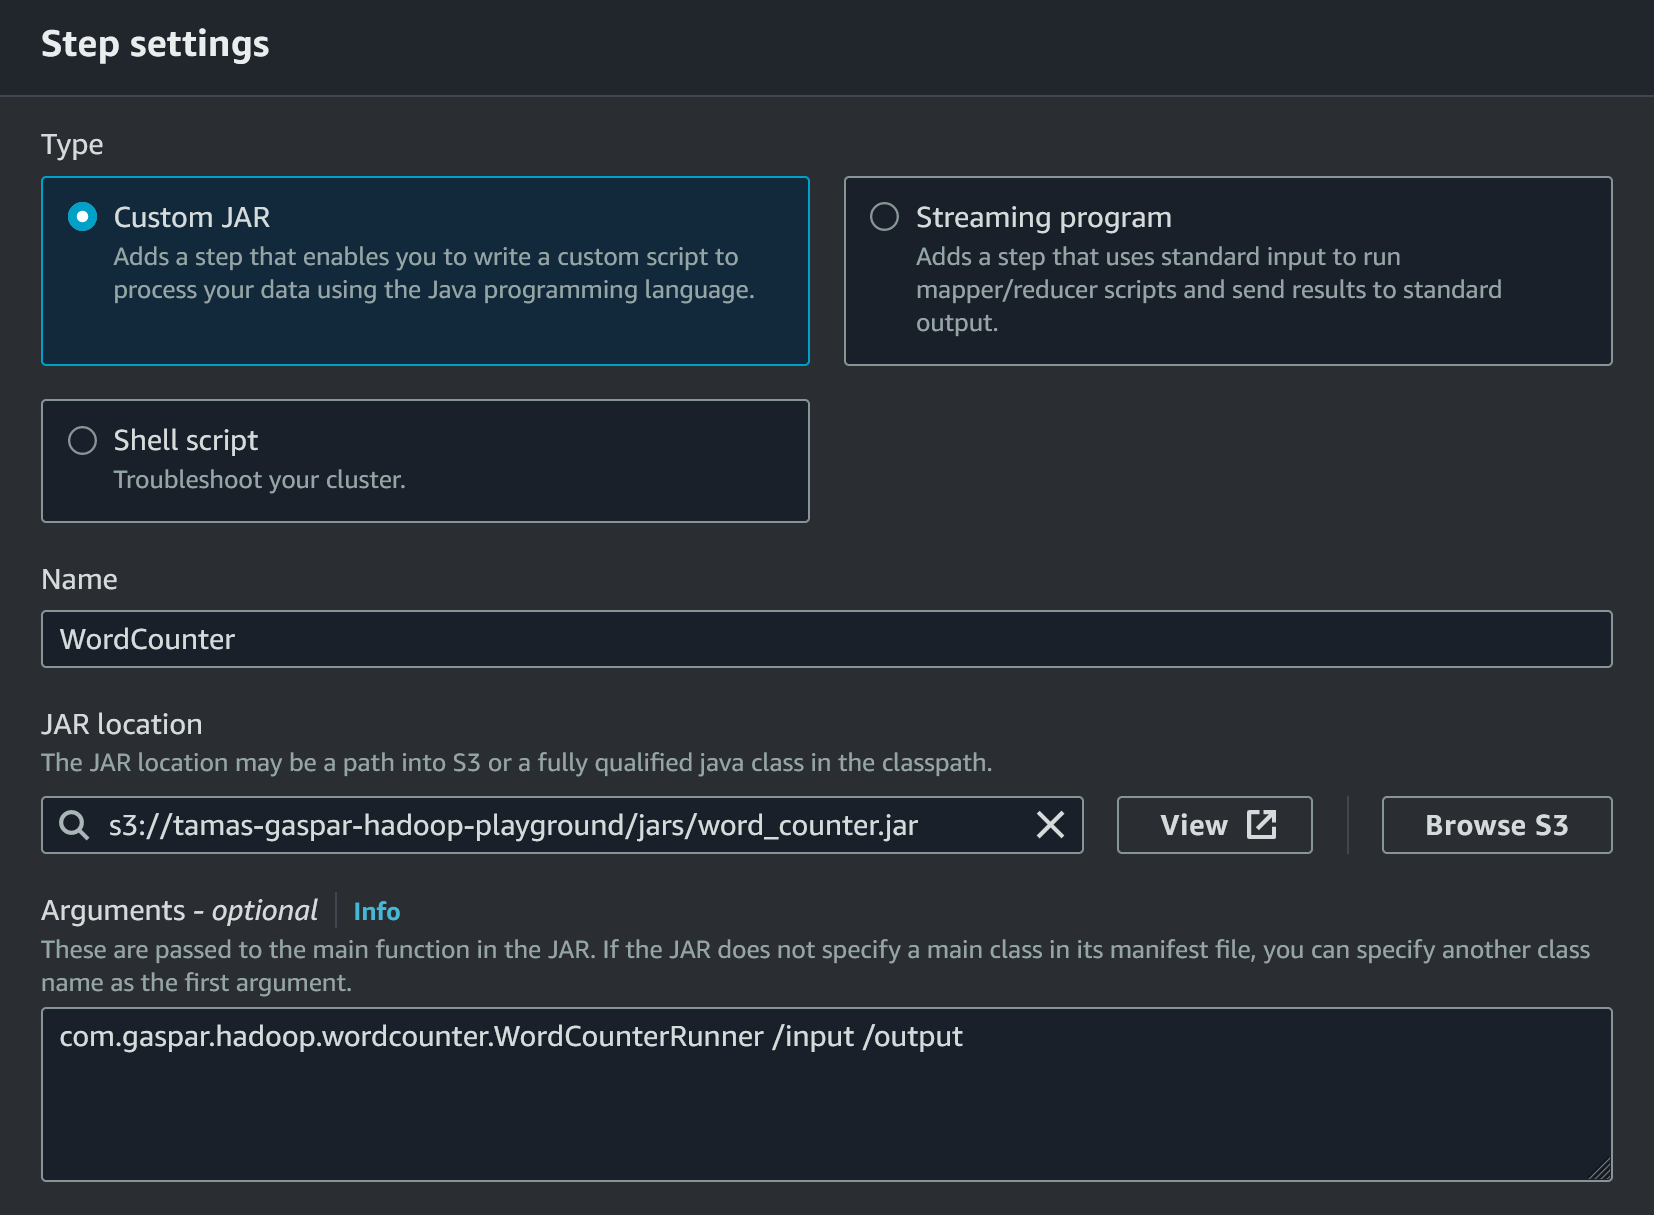 Step settings
Type
Custom JAR
Adds a step that enables you to write a custom script to
process your data using the Java programming language.
Streaming program
Adds a step that uses standard input to run
mapper/reducer scripts and send results to standard
output.
Shell script
Troubleshoot your cluster.
Name
WordCounter
JAR location
The JAR location may be a path into S3 or a fully qualified java class in the classpath.
s3://tamas-gaspar-hadoop-playground/jars/word_counter.jar
View
Browse S3
Arguments - optional
Info
These are passed to the main function in the JAR. If the JAR does not specify a main class in its manifest file, you can specify another class
name as the first argument.
com.gaspar.hadoop.wordcounter.WordCounterRunner /input /output